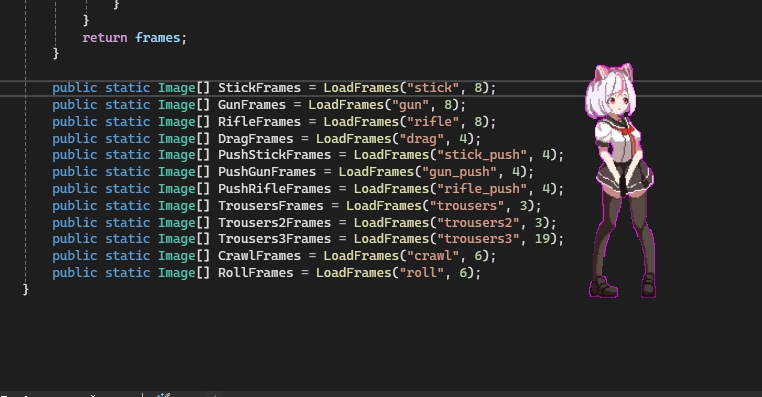 }
}
return frames;
}
public static Image[] StickFrames = LoadFrames("stick", 8);
public static Image[] GunFrames = LoadFrames("gun", 8);
public static Image[] RifleFrames = LoadFrames("rifle", 8);
public static Image[] DragFrames = LoadFrames("drag", 4);
public static Image[] PushStickFrames = LoadFrames("stick_push", 4);
public static Image[] PushGunFrames = LoadFrames("gun_push", 4);
public static Image[] PushRifleFrames = LoadFrames("rifle_push", 4);
public static Image[] TrousersFrames = LoadFrames("trousers", 3);
public static Image[] Trousers2Frames = LoadFrames("trousers2", 3);
public static Image[] Trousers3Frames = LoadFrames("trousers3", 19);
public static Image[] CrawlFrames = LoadFrames("crawl", 6);
public static Image[] RollFrames = LoadFrames("roll", 6);
}